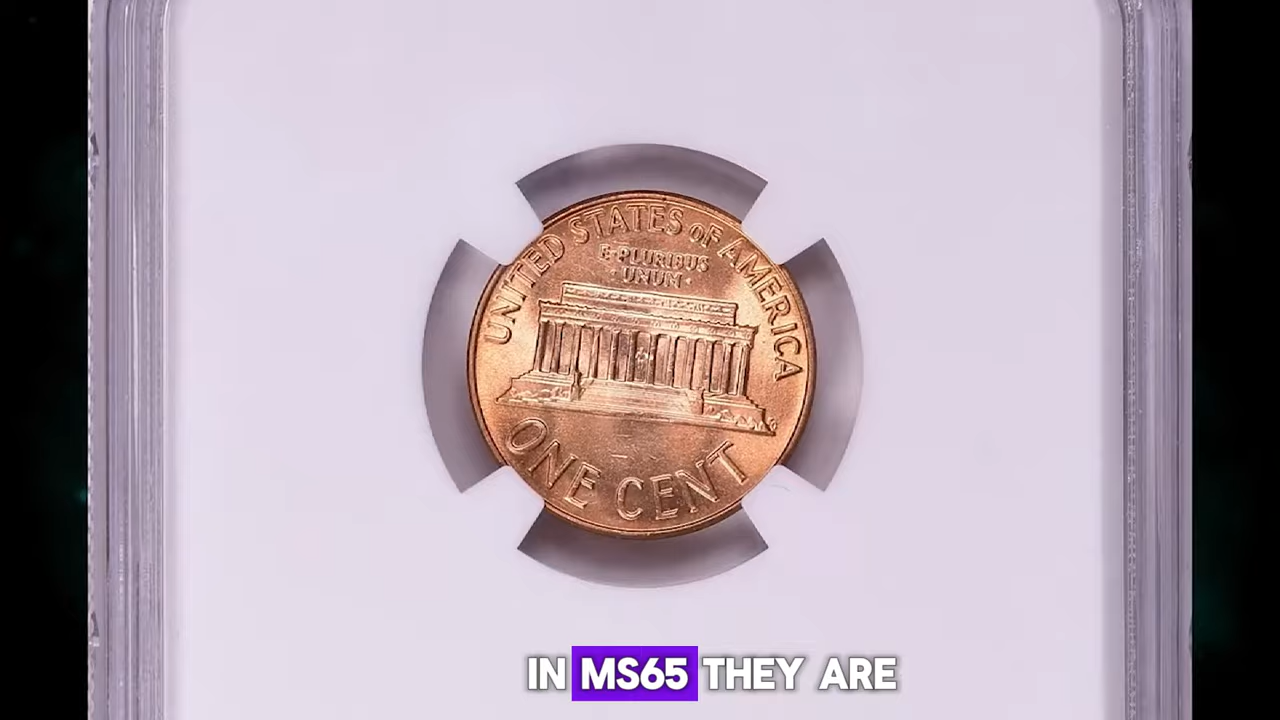 UNITED STATES OF AMERICA
E·PLURIBUS
·UNUM·
ONE CENT
IN MS65 THEY ARE